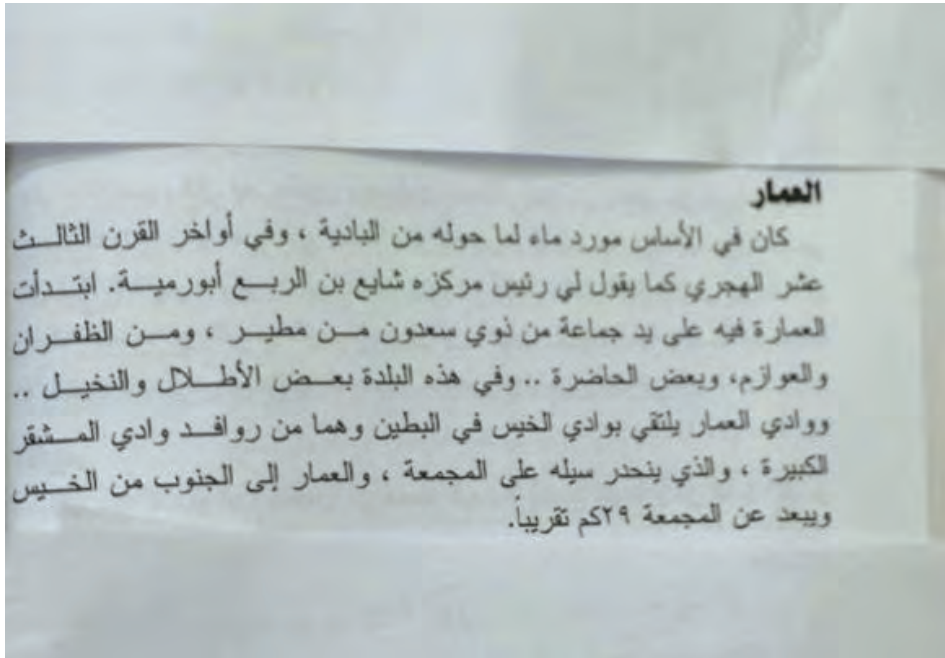 العمار
كان في الأساس مورد ماء لما حوله من البادية ، وفي أواخر القرن الثالث
عشر الهجري كما يقول لي رئيس مركزه شايع بن الربع أبورمية. ابتدأت
العمارة فيه على يد جماعة من ذوي سعدون من مطير ، ومن الظفران
والعوازم، وبعض الحاضرة .. وفي هذه البلدة بعض الأطلال والنخيل ..
ووادي العمار يلتقي بوادي الخيس في البطين وهما من روافد وادي المشقر
الكبيرة ، والذي ينحدر سيله على المجمعة ، والعمار إلى الجنوب من الخيس
ويبعد عن المجمعة ٢٩كم تقريباً.